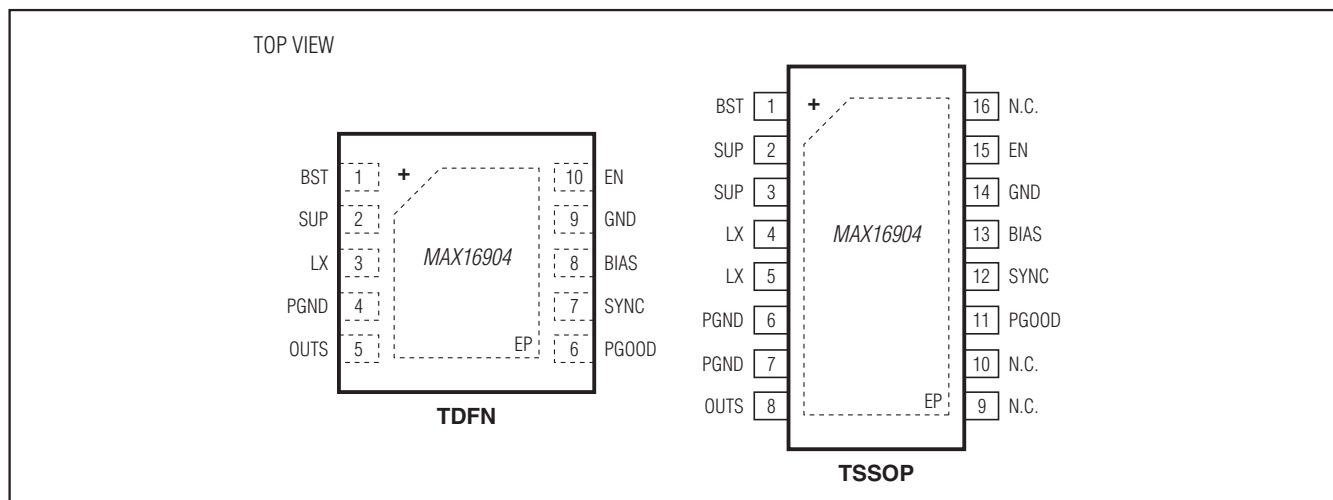 TOP VIEW
BST 1
SUP 2
LX 3
PGND 4
OUTS 5
+
MAX16904
EP
10 EN
9 GND
8 BIAS
7 SYNC
6 PGOOD
TDFN
BST 1
SUP 2
SUP 3
LX 4
LX 5
PGND 6
PGND 7
OUTS 8
+
MAX16904
EP
16 N.C.
15 EN
14 GND
13 BIAS
12 SYNC
11 PGOOD
10 N.C.
9 N.C.
TSSOP